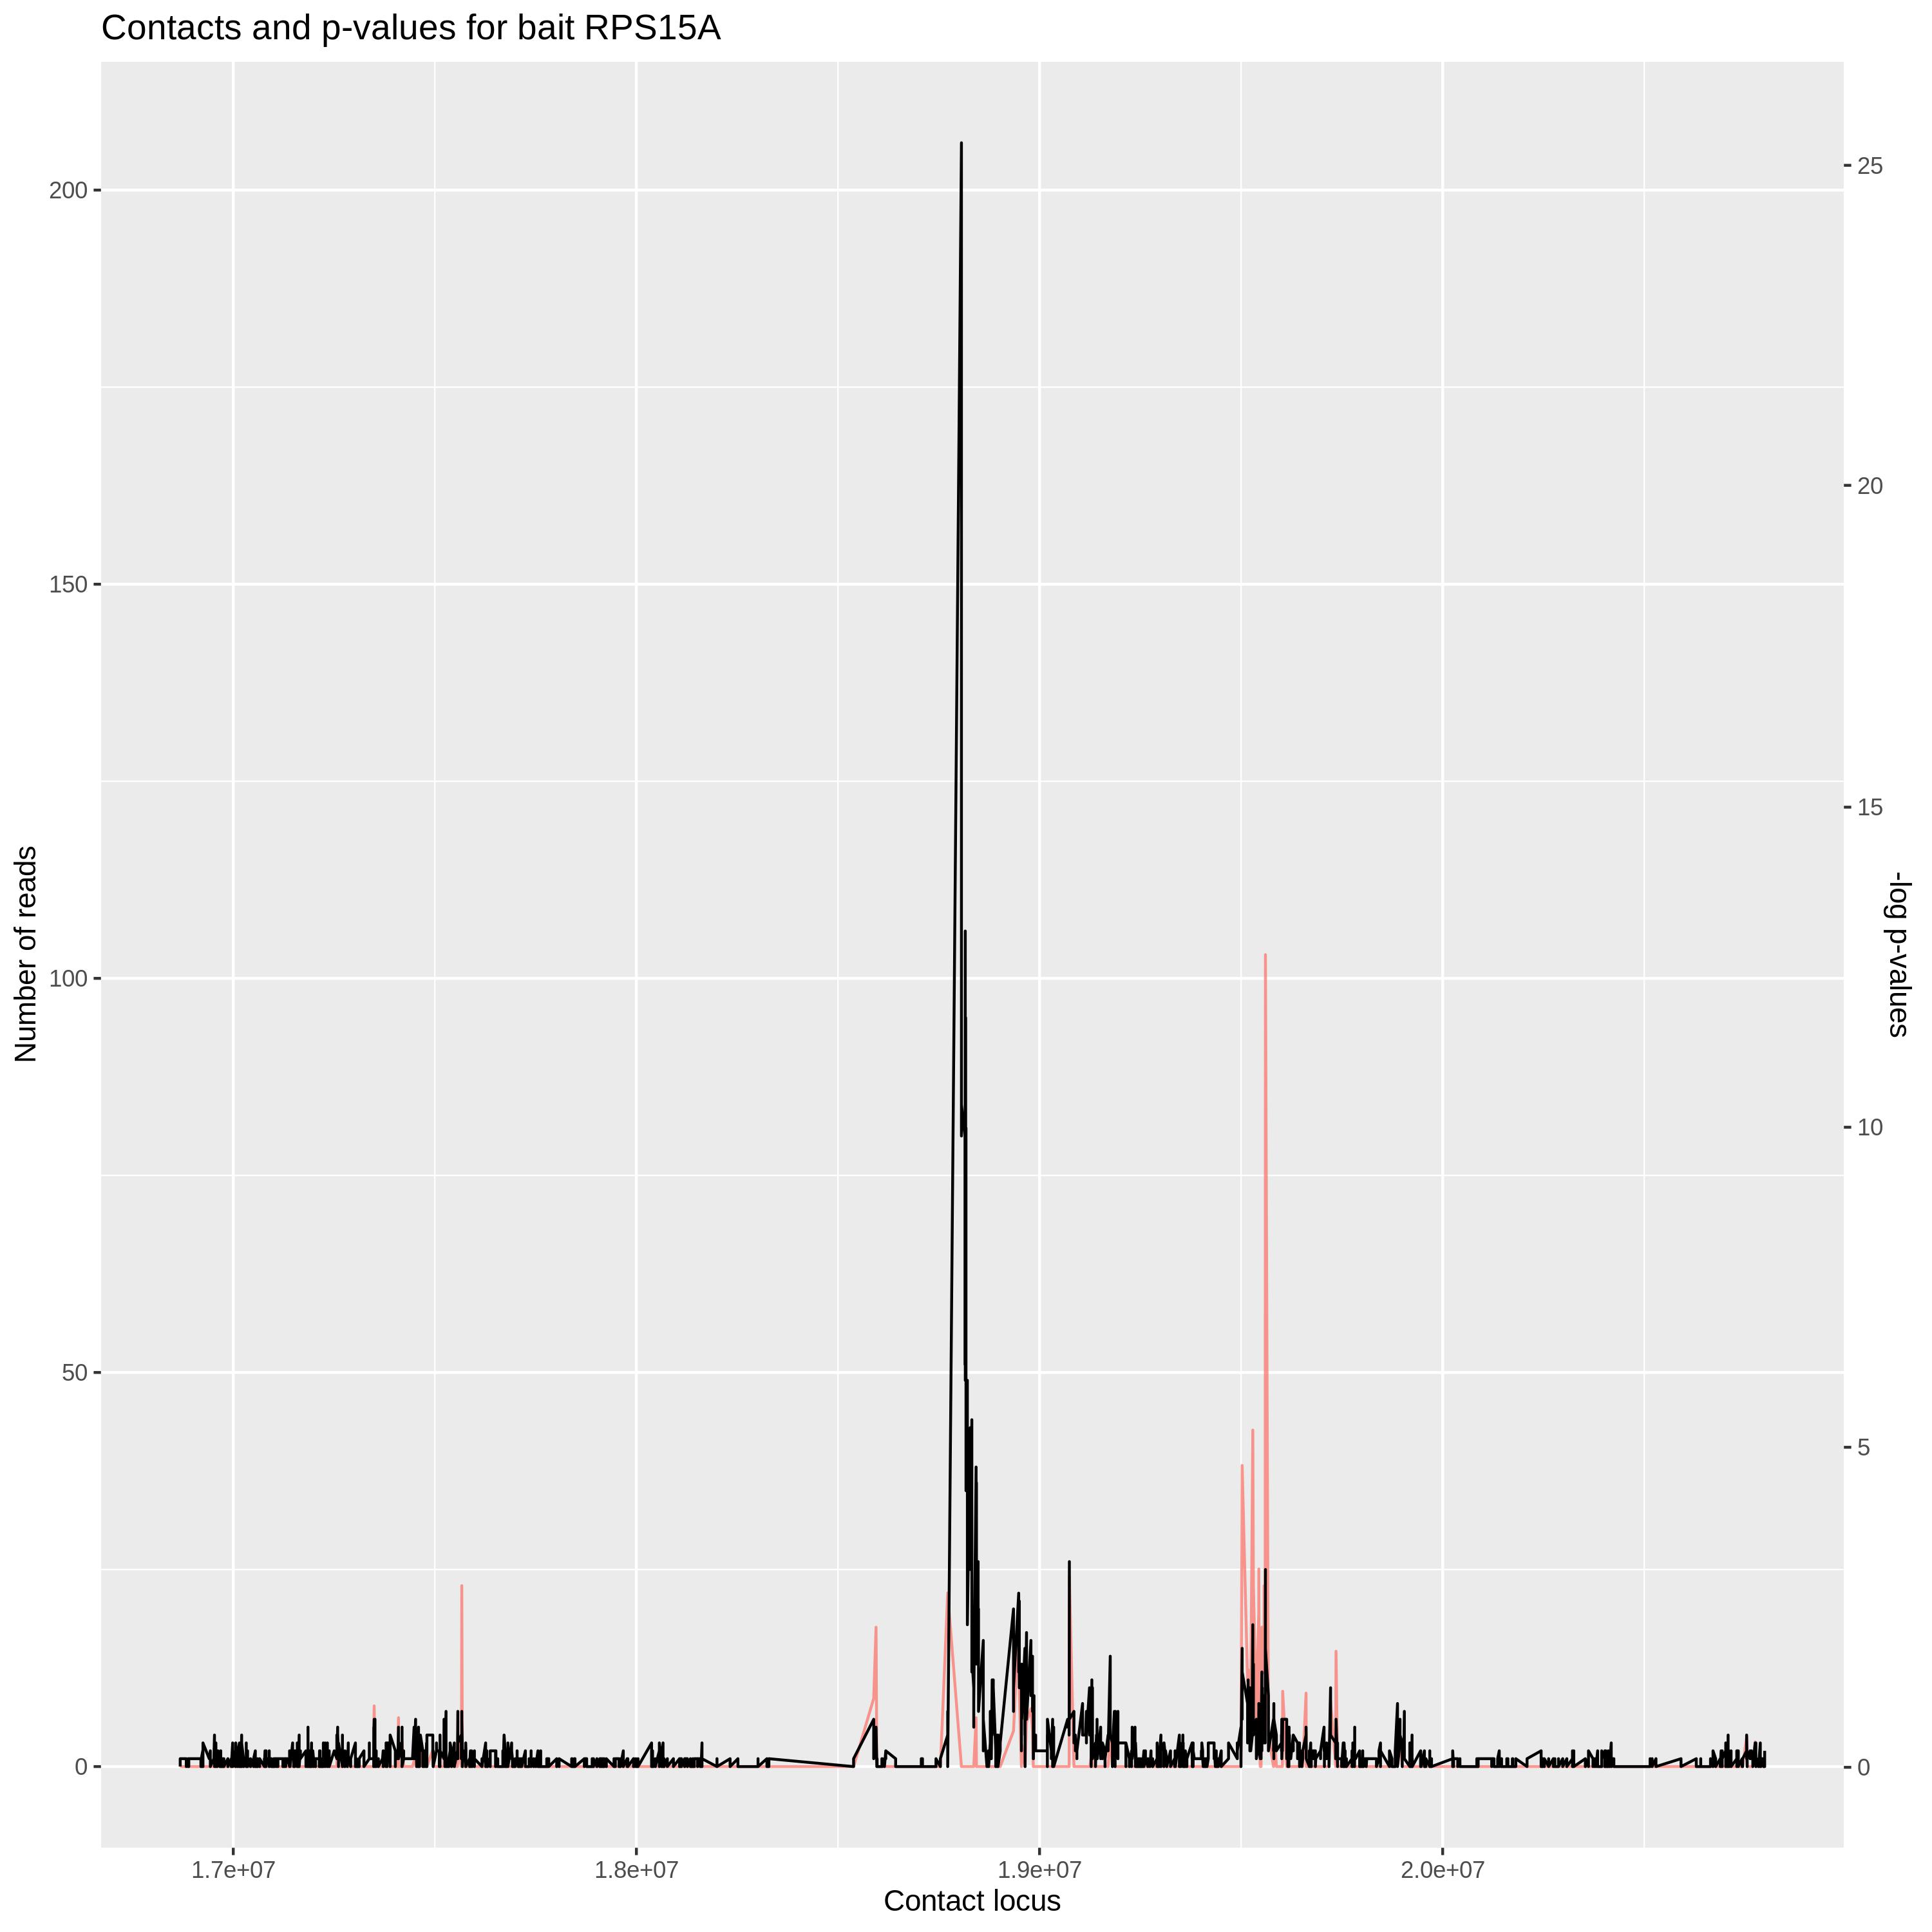 Contacts and p-values for bait RPS15A
200
150
100
50
0
25
20
15
10
5
0
Number of reads
-log p-values
1.7e+07
1.8e+07
1.9e+07
2.0e+07
Contact locus